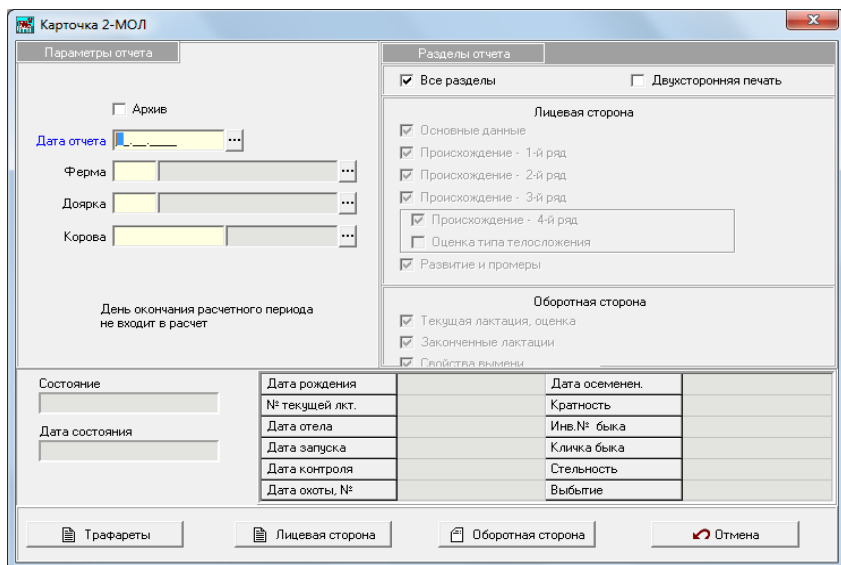 Карточка 2-МОЛ
Параметры отчета
Архив
Дата отчета
Ферма
Доярка
Корова
День окончания расчетного периода
не входит в расчет
Разделы отчета
Все разделы Двухсторонняя печать
Лицевая сторона
Основные данные
Происхождение - 1-й ряд
Происхождение - 2-й ряд
Происхождение - 3-й ряд
Происхождение - 4-й ряд
Оценка типа телосложения
Развитие и промеры
Оборотная сторона
Текущая лактация, оценка
Законченные лактации
Свойства вымени
Состояние
Дата состояния
Дата рождения Дата осеменен.
№ текущей лкт. Кратность
Дата отела Инв.№ быка
Дата запуска Кличка быка
Дата контроля Стельность
Дата охоты, № Выбытие
Трафареты Лицевая сторона Оборотная сторона Отмена